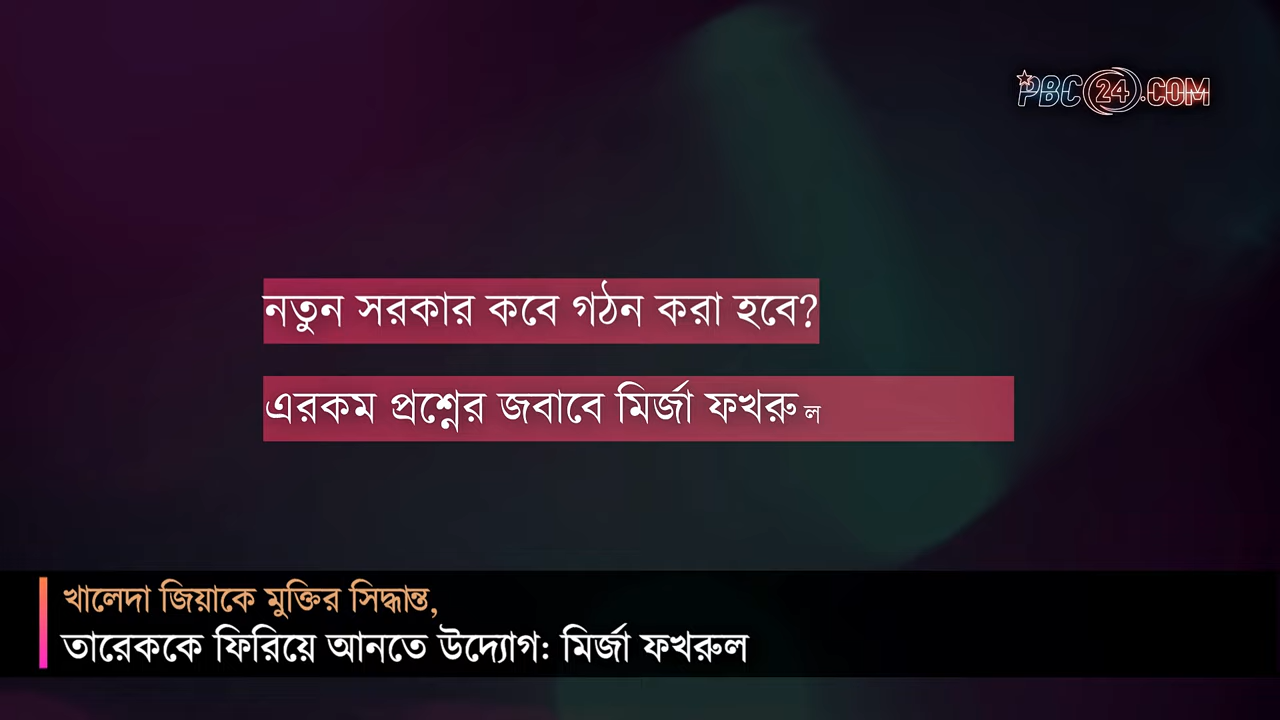 PBC24.COM
নতুন সরকার কবে গঠন করা হবে?
এরকম প্রশ্নের জবাবে মির্জা ফখরুল
খালেদা জিয়াকে মুক্তির সিদ্ধান্ত,
তারেককে ফিরিয়ে আনতে উদ্যোগ: মির্জা ফখরুল